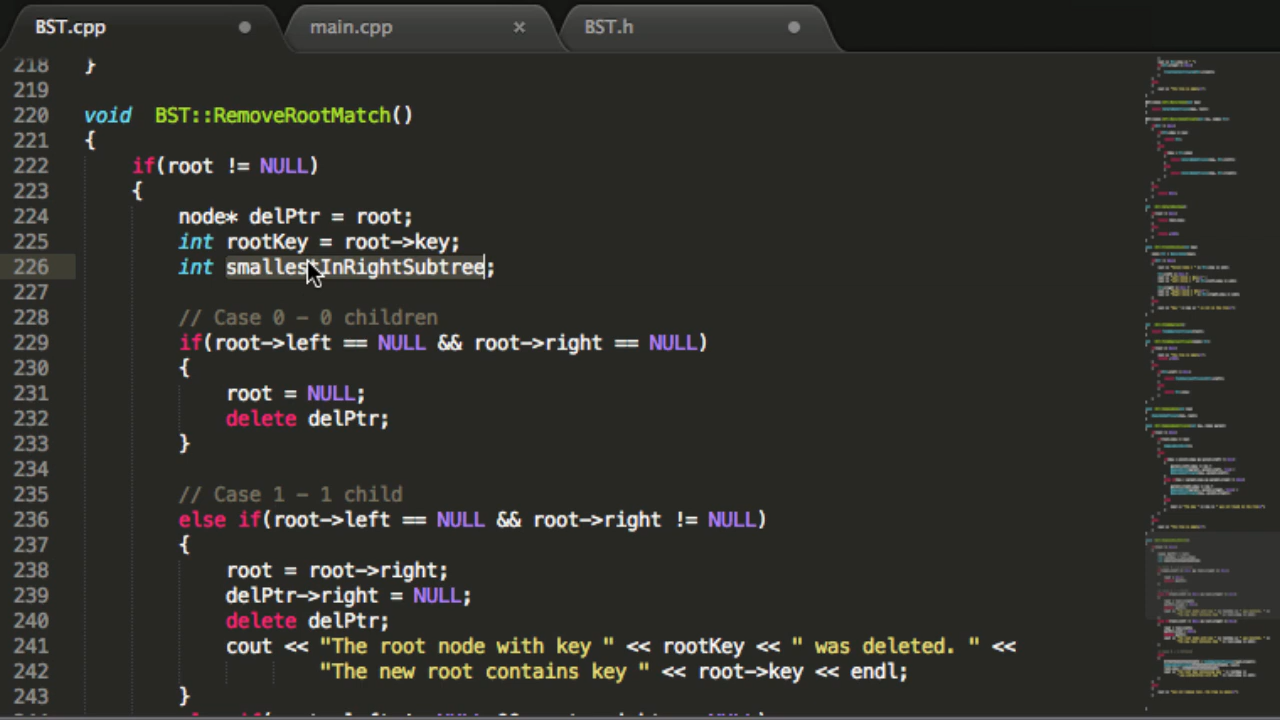 BST.cpp
main.cpp ×
BST.h
218 }
219
220 void BST::RemoveRootMatch()
221 {
222 if(root != NULL)
223 {
224 node* delPtr = root;
225 int rootKey = root->key;
226 int smallestInRightSubtree;
227
228 // Case 0 - 0 children
229 if(root->left == NULL && root->right == NULL)
230 {
231 root = NULL;
232 delete delPtr;
233 }
234
235 // Case 1 - 1 child
236 else if(root->left == NULL && root->right != NULL)
237 {
238 root = root->right;
239 delPtr->right = NULL;
240 delete delPtr;
241 cout << "The root node with key " << rootKey << " was deleted. " <<
242 "The new root contains key " << root->key << endl;
243 }